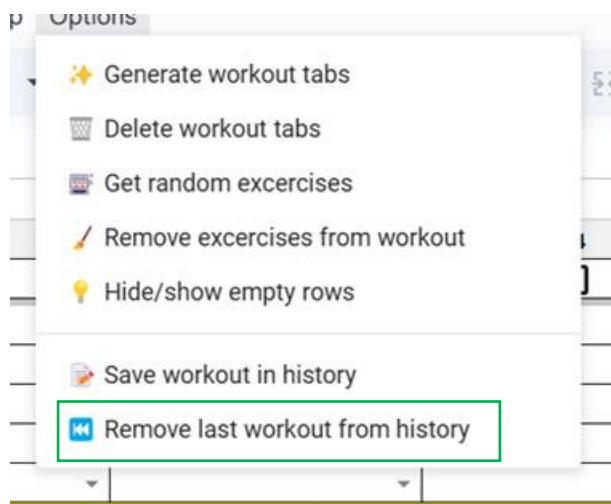 p Options
✨ Generate workout tabs
🗑 Delete workout tabs
🎰 Get random excercises
🧹 Remove excercises from workout
💡 Hide/show empty rows
📝 Save workout in history
⏮ Remove last workout from history